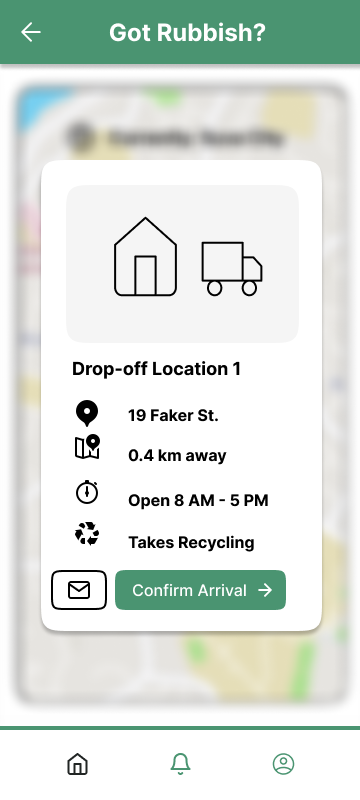 Got Rubbish?
Drop-off Location 1
19 Faker St.
0.4 km away
Open 8 AM - 5 PM
Takes Recycling
Confirm Arrival